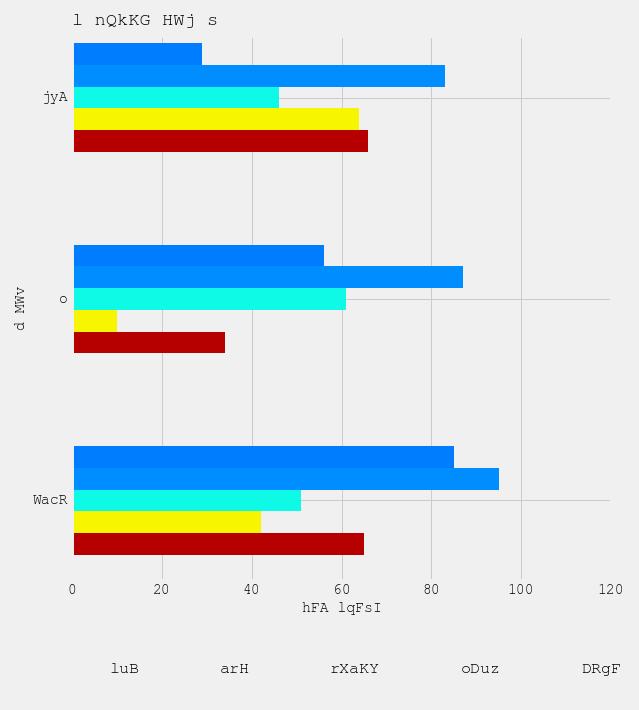 l nQkKG HWj s
jyA
o
d MWv
WacR
0 20 40 60 80 100 120
hFA lqFsI
luB arH rXaKY oDuz DRgF